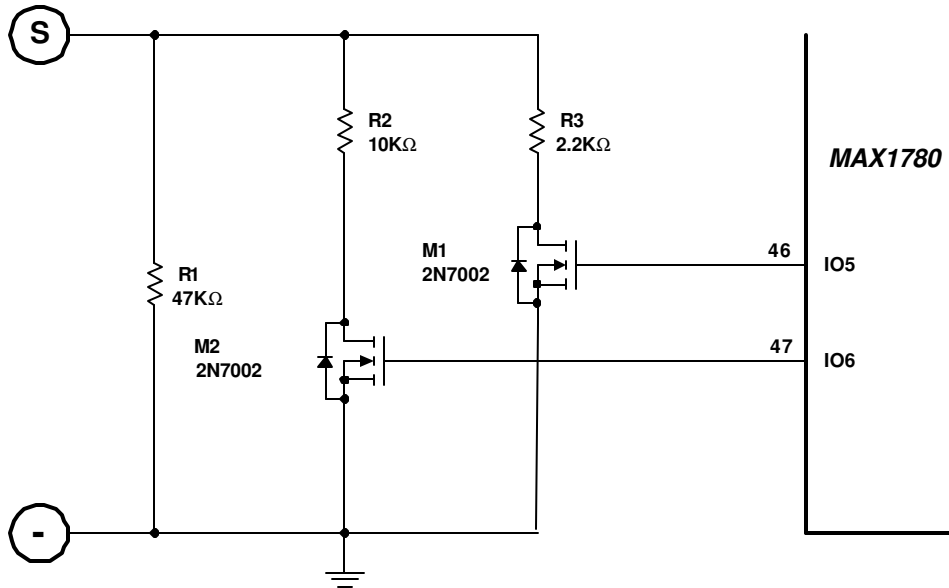 S
R2
10KΩ
R3
2.2KΩ
MAX1780
M1
2N7002
46
IO5
R1
47KΩ
M2
2N7002
47
IO6
-